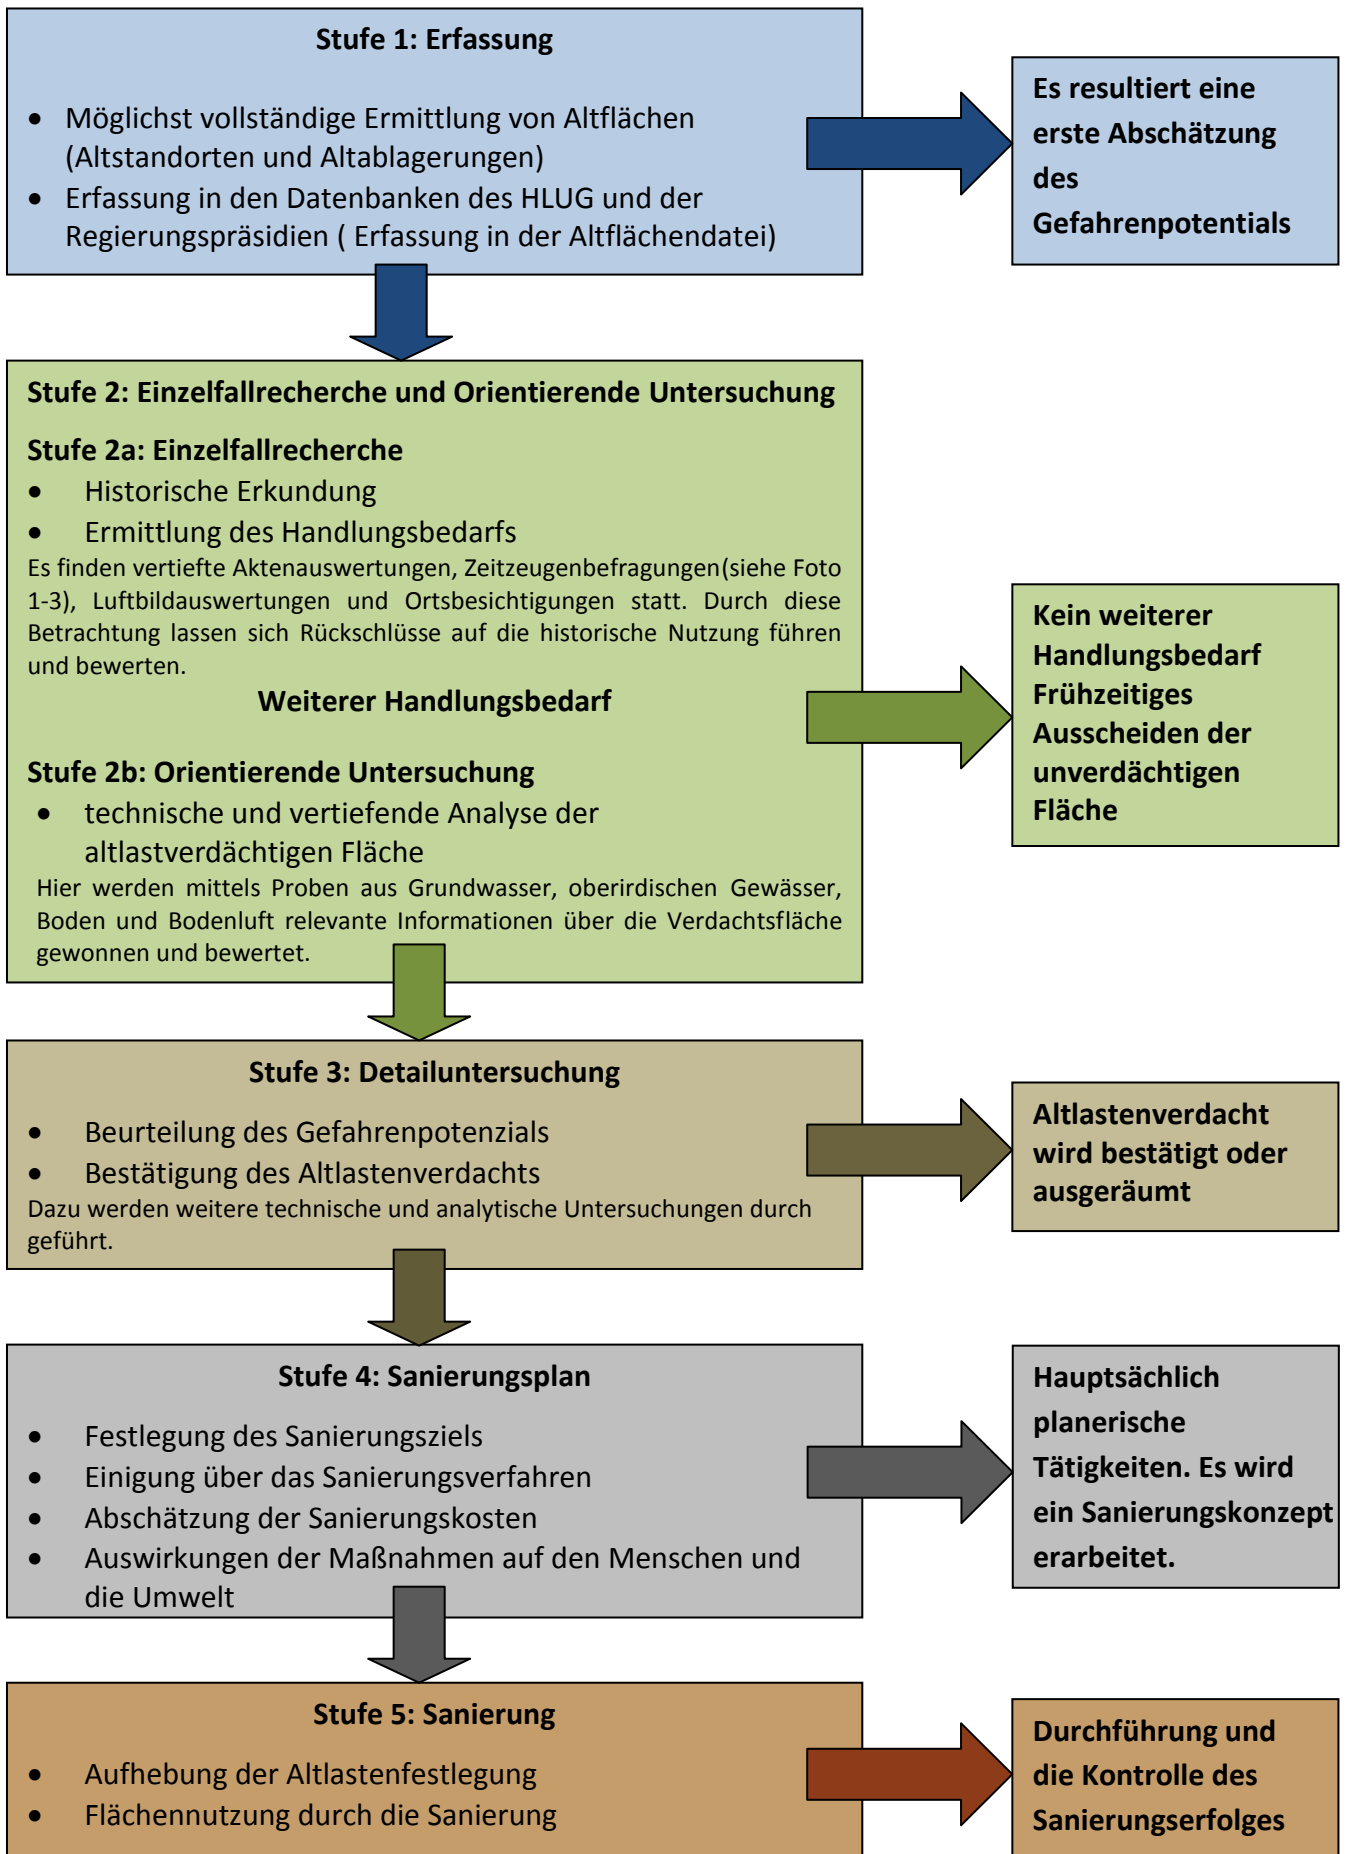 Stufe 1: Erfassung
• Möglichst vollständige Ermittlung von Altflächen
(Altstandorten und Altablagerungen)
• Erfassung in den Datenbanken des HLUG und der
Regierungspräsidien ( Erfassung in der Altflächendatei)
Es resultiert eine
erste Abschätzung
des
Gefahrenpotentials
Stufe 2: Einzelfallrecherche und Orientierende Untersuchung
Stufe 2a: Einzelfallrecherche
• Historische Erkundung
• Ermittlung des Handlungsbedarfs
Es finden vertiefte Aktenauswertungen, Zeitzeugenbefragungen(siehe Foto
1-3), Luftbildauswertungen und Ortsbesichtigungen statt. Durch diese
Betrachtung lassen sich Rückschlüsse auf die historische Nutzung führen
und bewerten.
Weiterer Handlungsbedarf
Stufe 2b: Orientierende Untersuchung
• technische und vertiefende Analyse der
altlastverdächtigen Fläche
Hier werden mittels Proben aus Grundwasser, oberirdischen Gewässer,
Boden und Bodenluft relevante Informationen über die Verdachtsfläche
gewonnen und bewertet.
Kein weiterer
Handlungsbedarf
Frühzeitiges
Ausscheiden der
unverdächtigen
Fläche
Stufe 3: Detailuntersuchung
• Beurteilung des Gefahrenpotenzials
• Bestätigung des Altlastenverdachts
Dazu werden weitere technische und analytische Untersuchungen durch
geführt.
Altlastenverdacht
wird bestätigt oder
ausgeräumt
Stufe 4: Sanierungsplan
• Festlegung des Sanierungsziels
• Einigung über das Sanierungsverfahren
• Abschätzung der Sanierungskosten
• Auswirkungen der Maßnahmen auf den Menschen und
die Umwelt
Hauptsächlich
planerische
Tätigkeiten. Es wird
ein Sanierungskonzept
erarbeitet.
Stufe 5: Sanierung
• Aufhebung der Altlastenfestlegung
• Flächennutzung durch die Sanierung
Durchführung und
die Kontrolle des
Sanierungserfolges